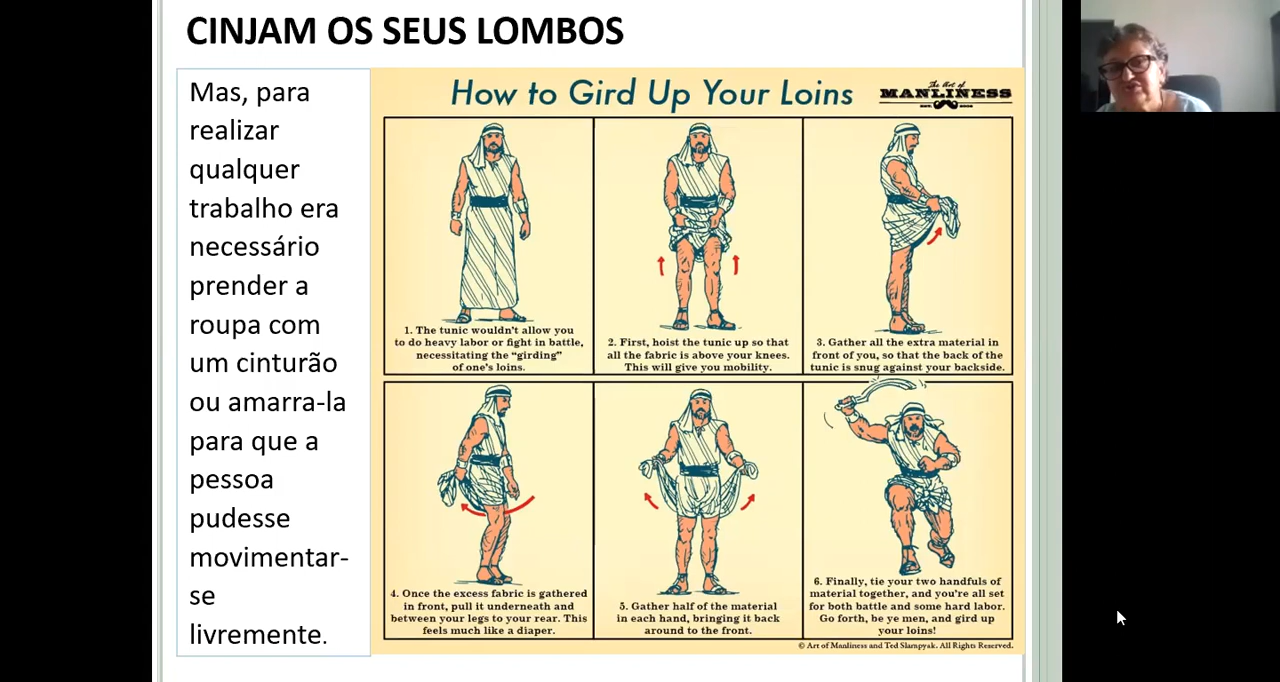 CINJAM OS SEUS LOMBOS
Mas, para
realizar
qualquer
trabalho era
necessário
prender a
roupa com
um cinturão
ou amarra-la
para que a
pessoa
pudesse
movimentar-
se
livremente.
How to Gird Up Your Loins
The Art of
MANLINESS
1. The tunic wouldn't allow you
to do heavy labor or fight in battle,
necessitating the "girding"
of one's loins.
2. First, hoist the tunic up so that
all the fabric is above your knees.
This will give you mobility.
3. Gather all the extra material in
front of you, so that the back of the
tunic is snug against your backside.
4. Once the excess fabric is gathered
in front, pull it underneath and
between your legs to your rear. This
feels much like a diaper.
5. Gather half of the material
in each hand, bringing it back
around to the front.
6. Finally, tie your two handfuls of
material together, and you're all set
for both battle and some hard labor.
Go forth, be ye men, and gird up
your loins!
© Art of Manliness and Ted Slampyak. All Rights Reserved.